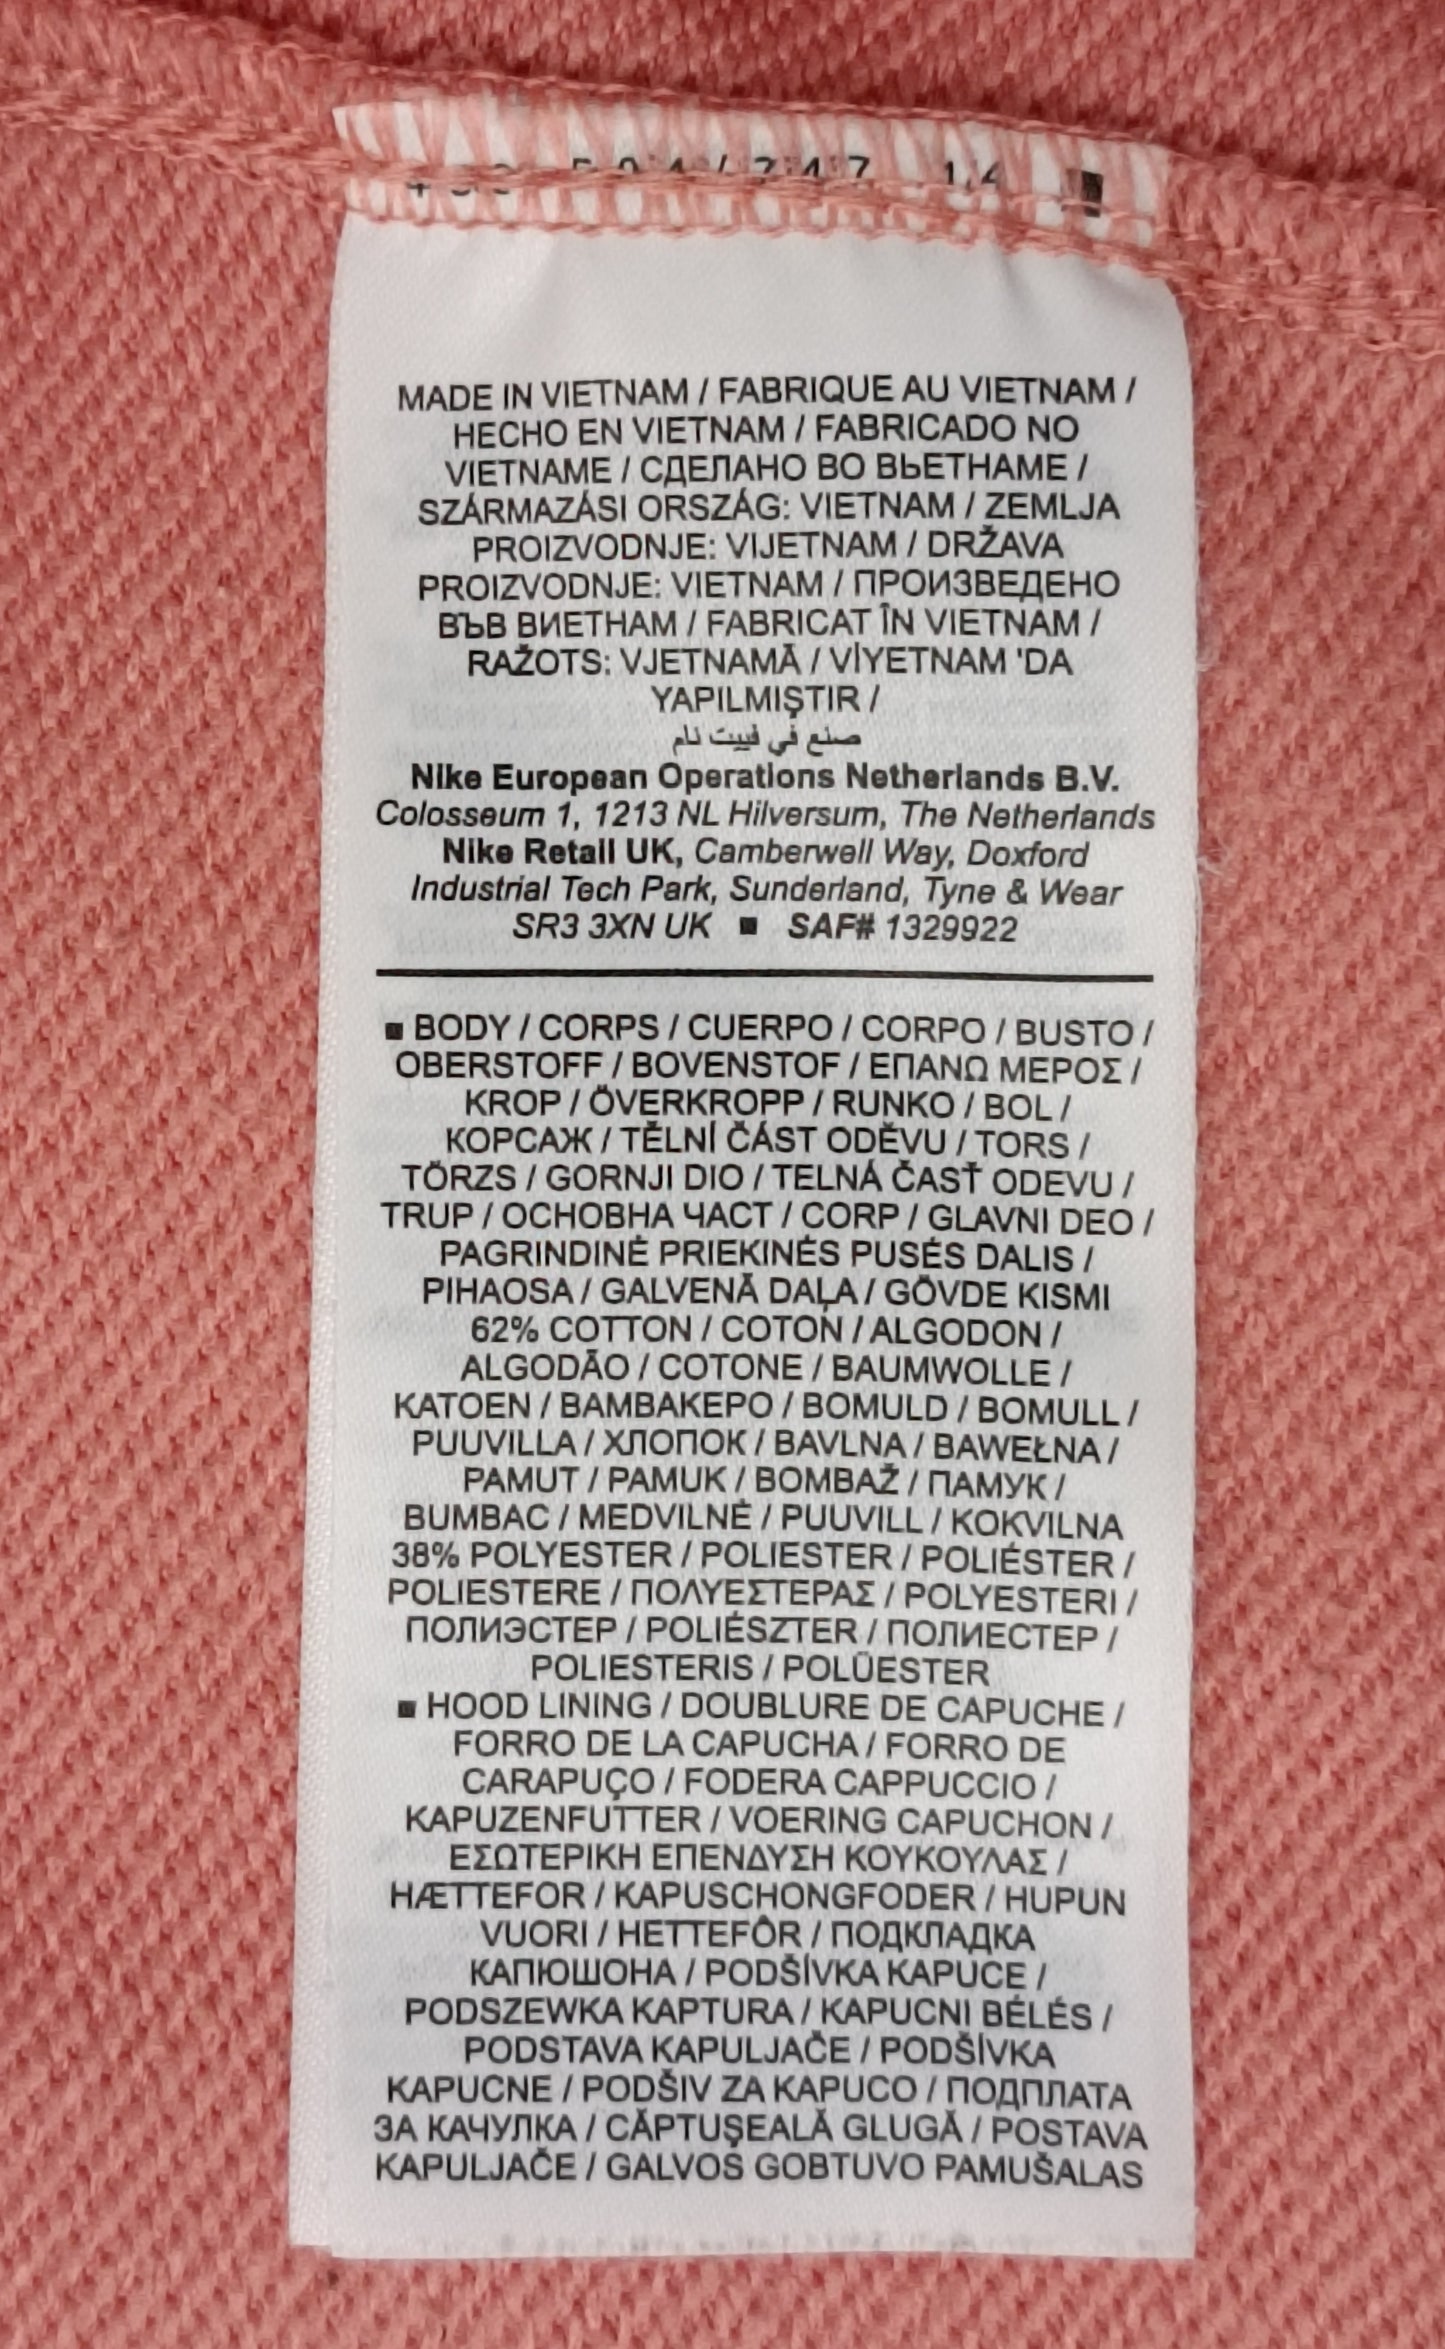 504/247 1/4
MADE IN VIETNAM / FABRIQUE AU VIETNAM /
HECHO EN VIETNAM / FABRICADO NO
VIETNAME / СДЕЛАНО ВО ВЬЕТНАМЕ /
SZÁRMAZÁSI ORSZÁG: VIETNAM / ZEMLJA
PROIZVODNJE: VIJETNAM / DRŽAVA
PROIZVODNJE: VIETNAM / ПРОИЗВЕДЕНО
ВЪВ ВИЕТНАМ / FABRICAT ÎN VIETNAM /
RAŽOTS: VJETNAMĀ / VİYETNAM 'DA
YAPILMIŞTIR /
صنع في فييت نام
Nike European Operations Netherlands B.V.
Colosseum 1, 1213 NL Hilversum, The Netherlands
Nike Retail UK, Camberwell Way, Doxford
Industrial Tech Park, Sunderland, Tyne & Wear
SR3 3XN UK ■ SAF# 1329922
■ BODY / CORPS / CUERPO / CORPO / BUSTO /
OBERSTOFF / BOVENSTOF / ΕΠΑΝΩ ΜΕΡΟΣ /
KROP / ÖVERKROPP / RUNKO / BOL /
КОРСАЖ / TĚLNÍ ČÁST ODĚVU / TORS /
TÖRZS / GORNJI DIO / TELNÁ ČASŤ ODEVU /
TRUP / ОСНОВНА ЧАСТ / CORP / GLAVNI DEO /
PAGRINDINĖ PRIEKINĖS PUSĖS DALIS /
PIHAOSA / GALVENĀ DAĻA / GÖVDE KISMI
62% COTTON / COTON / ALGODON /
ALGODÃO / COTONE / BAUMWOLLE /
KATOEN / ΒΑΜΒΑΚΕΡΟ / BOMULD / BOMULL /
PUUVILLA / ХЛОПОК / BAVLNA / BAWEŁNA /
PAMUT / PAMUK / BOMBAŽ / ПАМУК /
BUMBAC / MEDVILNĖ / PUUVILL / KOKVILNA
38% POLYESTER / POLIESTER / POLIÉSTER /
POLIESTERE / ΠΟΛΥΕΣΤΕΡΑΣ / POLYESTERI /
ПОЛИЭСТЕР / POLIÉSZTER / ПОЛИЕСТЕР /
POLIESTERIS / POLÜESTER
■ HOOD LINING / DOUBLURE DE CAPUCHE /
FORRO DE LA CAPUCHA / FORRO DE
CARAPUÇO / FODERA CAPPUCCIO /
KAPUZENFUTTER / VOERING CAPUCHON /
ΕΣΩΤΕΡΙΚΗ ΕΠΕΝΔΥΣΗ ΚΟΥΚΟΥΛΑΣ /
HÆTTEFOR / KAPUSCHONGFODER / HUPUN
VUORI / HETTEFÔR / ПОДКЛАДКА
КАПЮШОНА / PODŠÍVKA KAPUCE /
PODSZEWKA KAPTURA / KAPUCNI BÉLÉS /
PODSTAVA KAPULJAČE / PODŠÍVKA
KAPUCNE / PODŠIV ZA KAPUCO / ПОДПЛАТА
ЗА КАЧУЛКА / CĂPTUŞEALĂ GLUGĂ / POSTAVA
KAPULJAČE / GALVOS GOBTUVO PAMUŠALAS